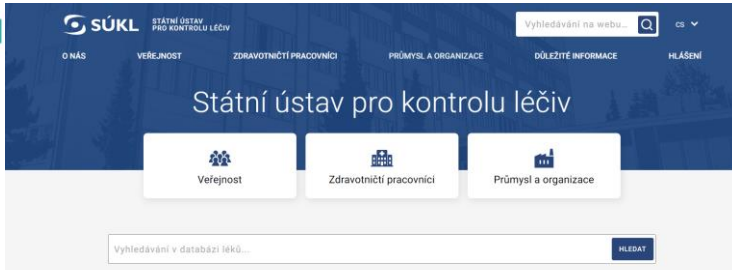 SÚKL STÁTNÍ ÚSTAV
PRO KONTROLU LÉČIV
Vyhledávání na webu...
cs
O NÁS VEŘEJNOST ZDRAVOTNIČTÍ PRACOVNÍCI PRŮMYSL A ORGANIZACE DŮLEŽITÉ INFORMACE HLÁŠENÍ
Státní ústav pro kontrolu léčiv
Veřejnost Zdravotničtí pracovníci Průmysl a organizace
Vyhledávání v databázi léků... HLEDAT